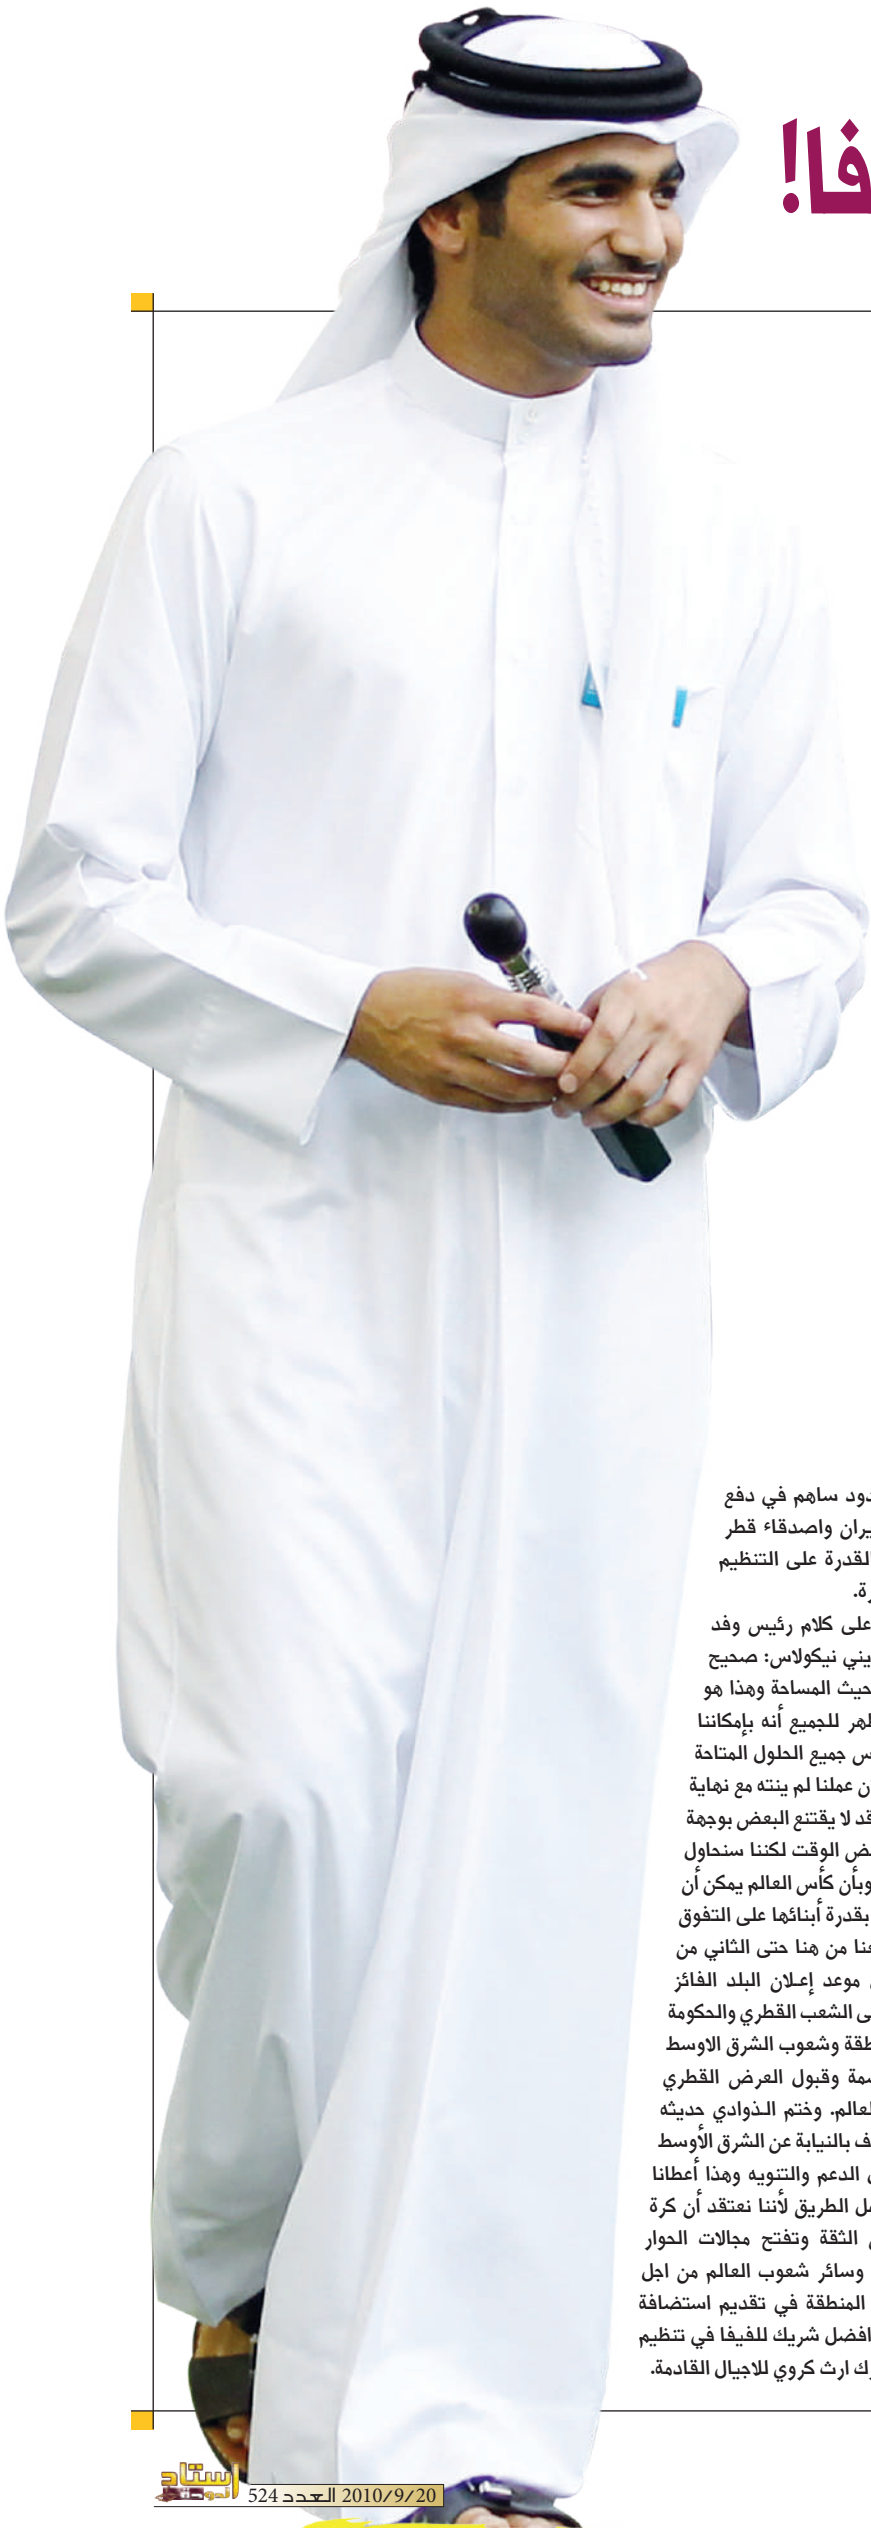 فا!
دود ساهم في دفع
يران واصدقاء قطر
لقدرة على التنظيم
رة.
على كلام رئيس وفد
يني نيكولاس: صحيح
حيث المساحة وهذا هو
ظهر للجميع أنه بإمكاننا
س جميع الحلول المتاحة
ن عملنا لم ينته مع نهاية
قد لا يقتنع البعض بوجهة
ض الوقت لكننا سنحاول
وبأن كأس العالم يمكن أن
بقدرة أبنائها على التفوق
عنا من هنا حتى الثاني من
موعد إعلان البلد الفائز
ى الشعب القطري والحكومة
طقة وشعوب الشرق الاوسط
سمة وقبول العرض القطري
لعالم. وختم الذوادي حديثه
ف بالنيابة عن الشرق الأوسط
الدعم والتنويه وهذا أعطانا
مل الطريق لأننا نعتقد أن كرة
الثقة وتفتح مجالات الحوار
وسائر شعوب العالم من اجل
المنطقة في تقديم استضافة
افضل شريك للفيفا في تنظيم
رك ارث كروي للاجيال القادمة.
استاد
2010/9/20 العدد 524